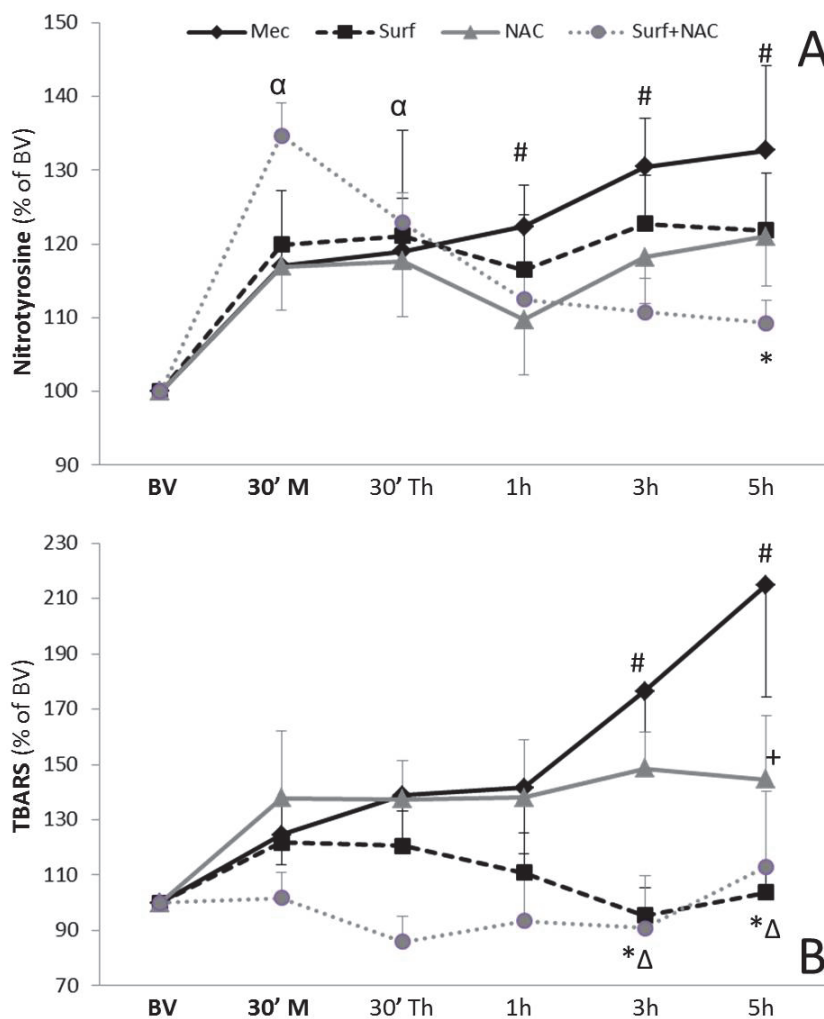 Mec Surf NAC Surf+NAC
A
Nitrotyrosine (% of BV)
150
140
130
120
110
100
90
α α # # #
*
BV 30' M 30' Th 1h 3h 5h
B
TBARS (% of BV)
230
210
190
170
150
130
110
90
70
#
#
+
*Δ
*Δ
BV 30' M 30' Th 1h 3h 5h